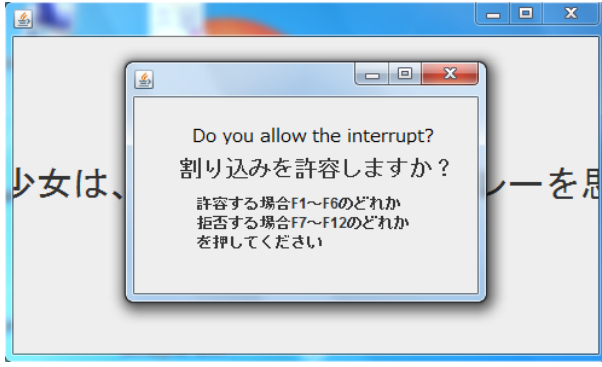 少女は、
レーを思
Do you allow the interrupt?
割り込みを許容しますか？
許容する場合F1～F6のどれか
拒否する場合F7～F12のどれか
を押してください